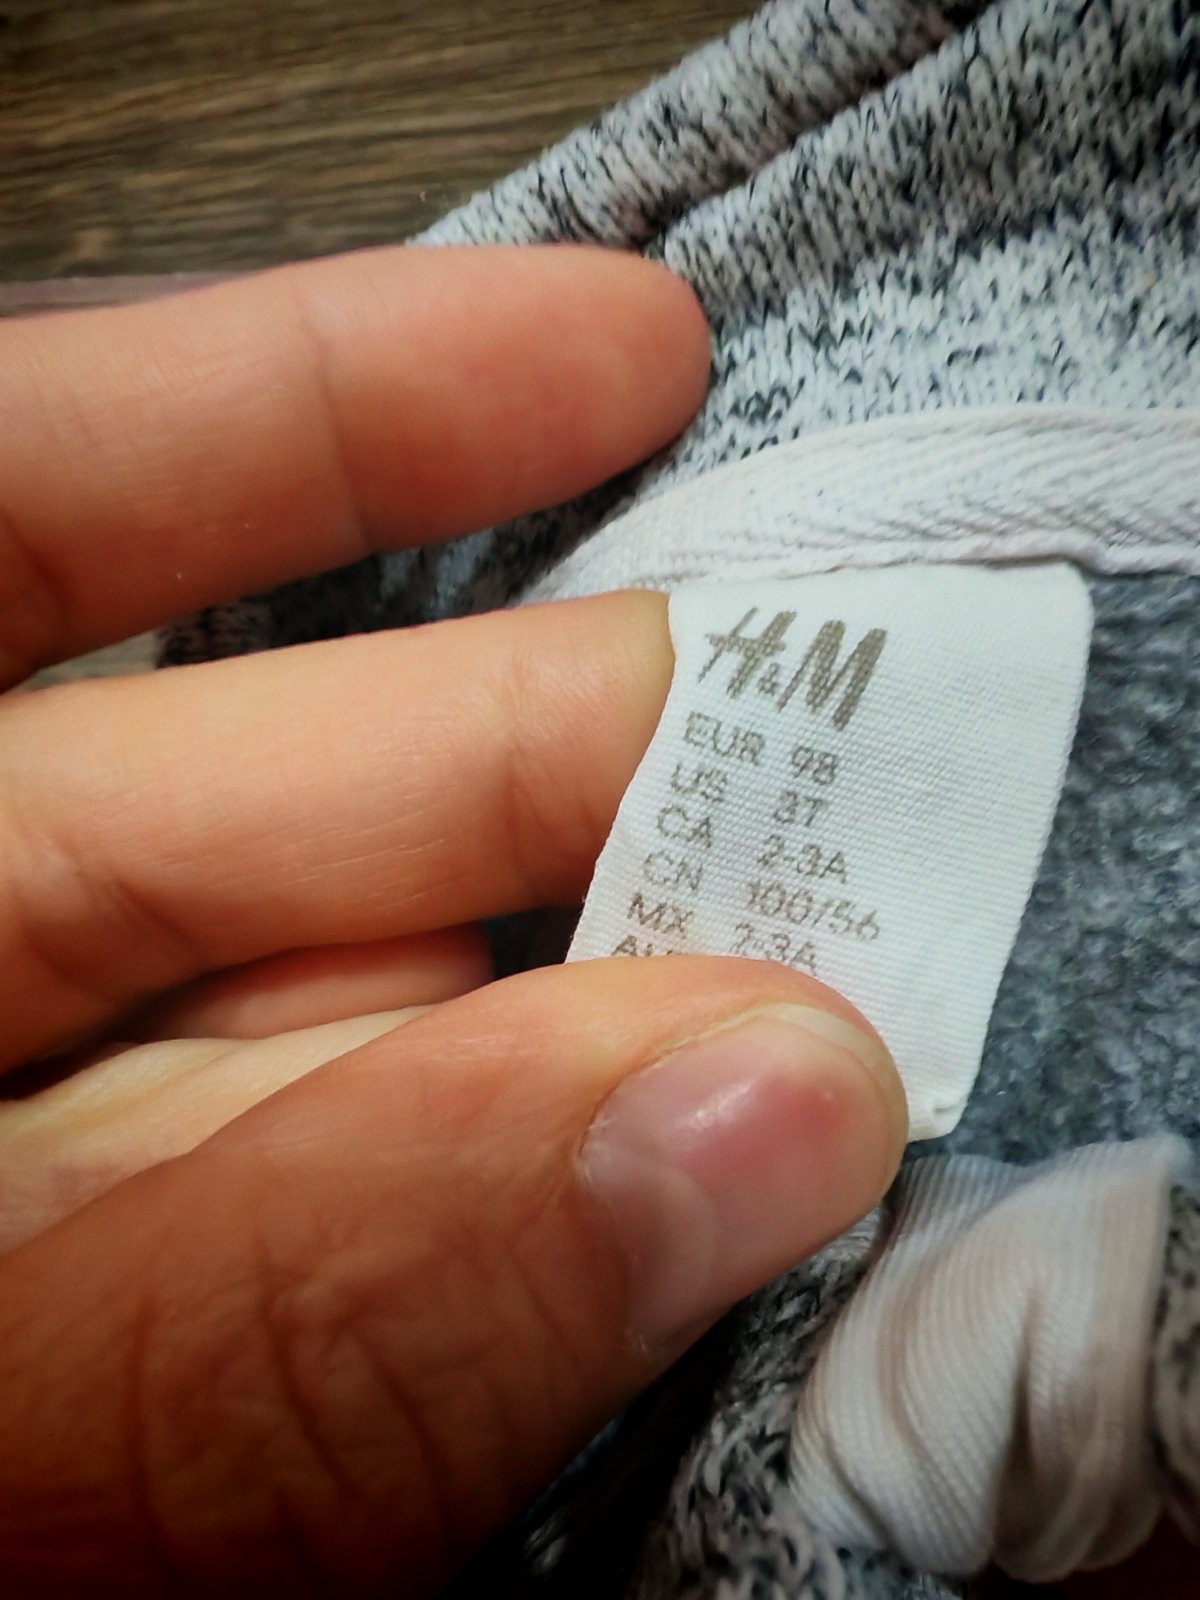 H&M
EUR 98
US 3T
CA 2-3A
CN 100/56
MX 2-3A